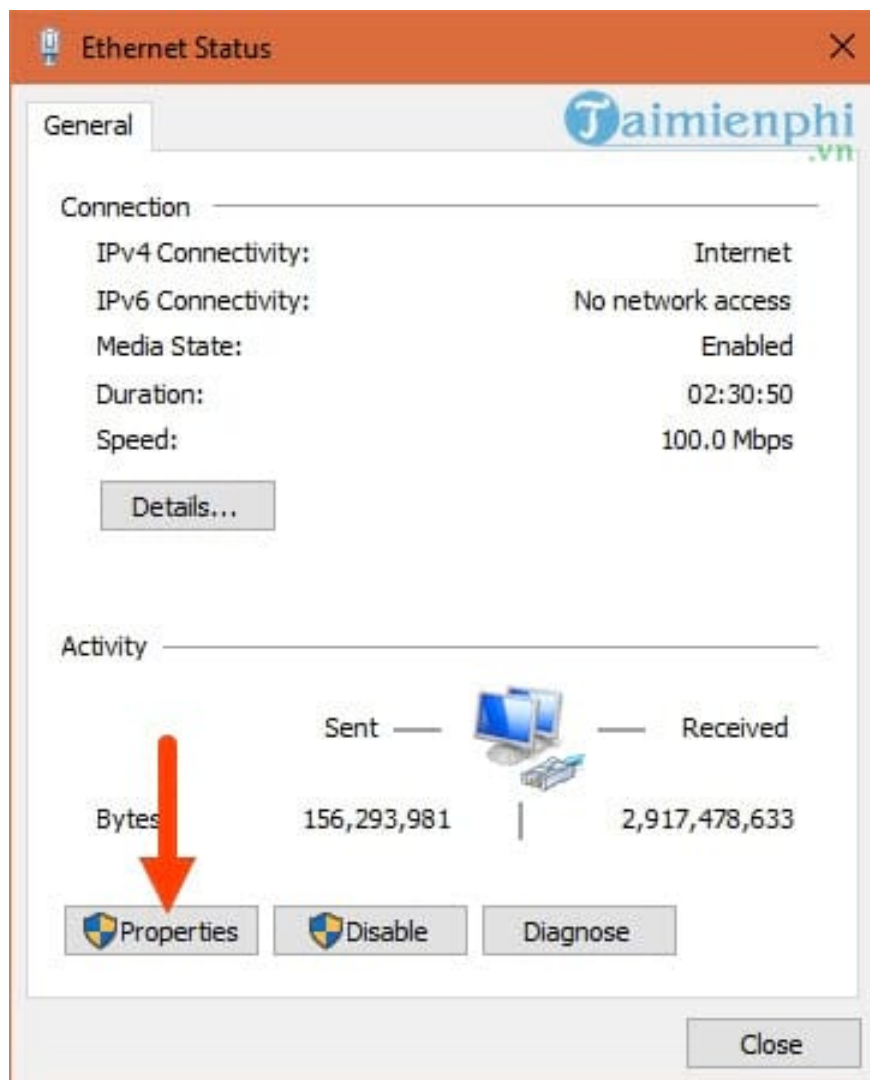 Ethernet Status
General
Taimienphi
.vn
Connection
IPv4 Connectivity: Internet
IPv6 Connectivity: No network access
Media State: Enabled
Duration: 02:30:50
Speed: 100.0 Mbps
Details...
Activity
Sent Received
Bytes 156,293,981 2,917,478,633
Properties Disable Diagnose
Close